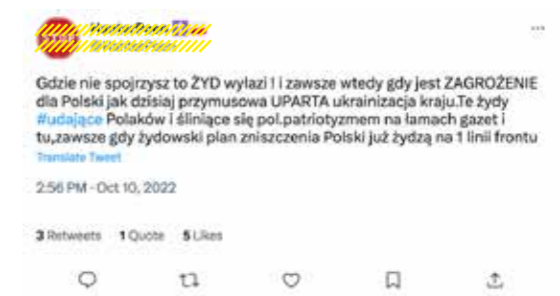 Gdzie nie spojrzysz to ŻYD wyłazi ! i zawsze wtedy gdy jest ZAGROŻENIE
dla Polski jak dzisiaj przymusowa UPARTA ukrainizacja kraju.Te żydy
#udające Polaków i śliniące się pol.patriotyzmem na łamach gazet i
tu,zawsze gdy żydowski plan zniszczenia Polski już żydzą na 1 linii frontu
Translate Tweet
2:56 PM · Oct 10, 2022
3 Retweets 1 Quote 5 Likes